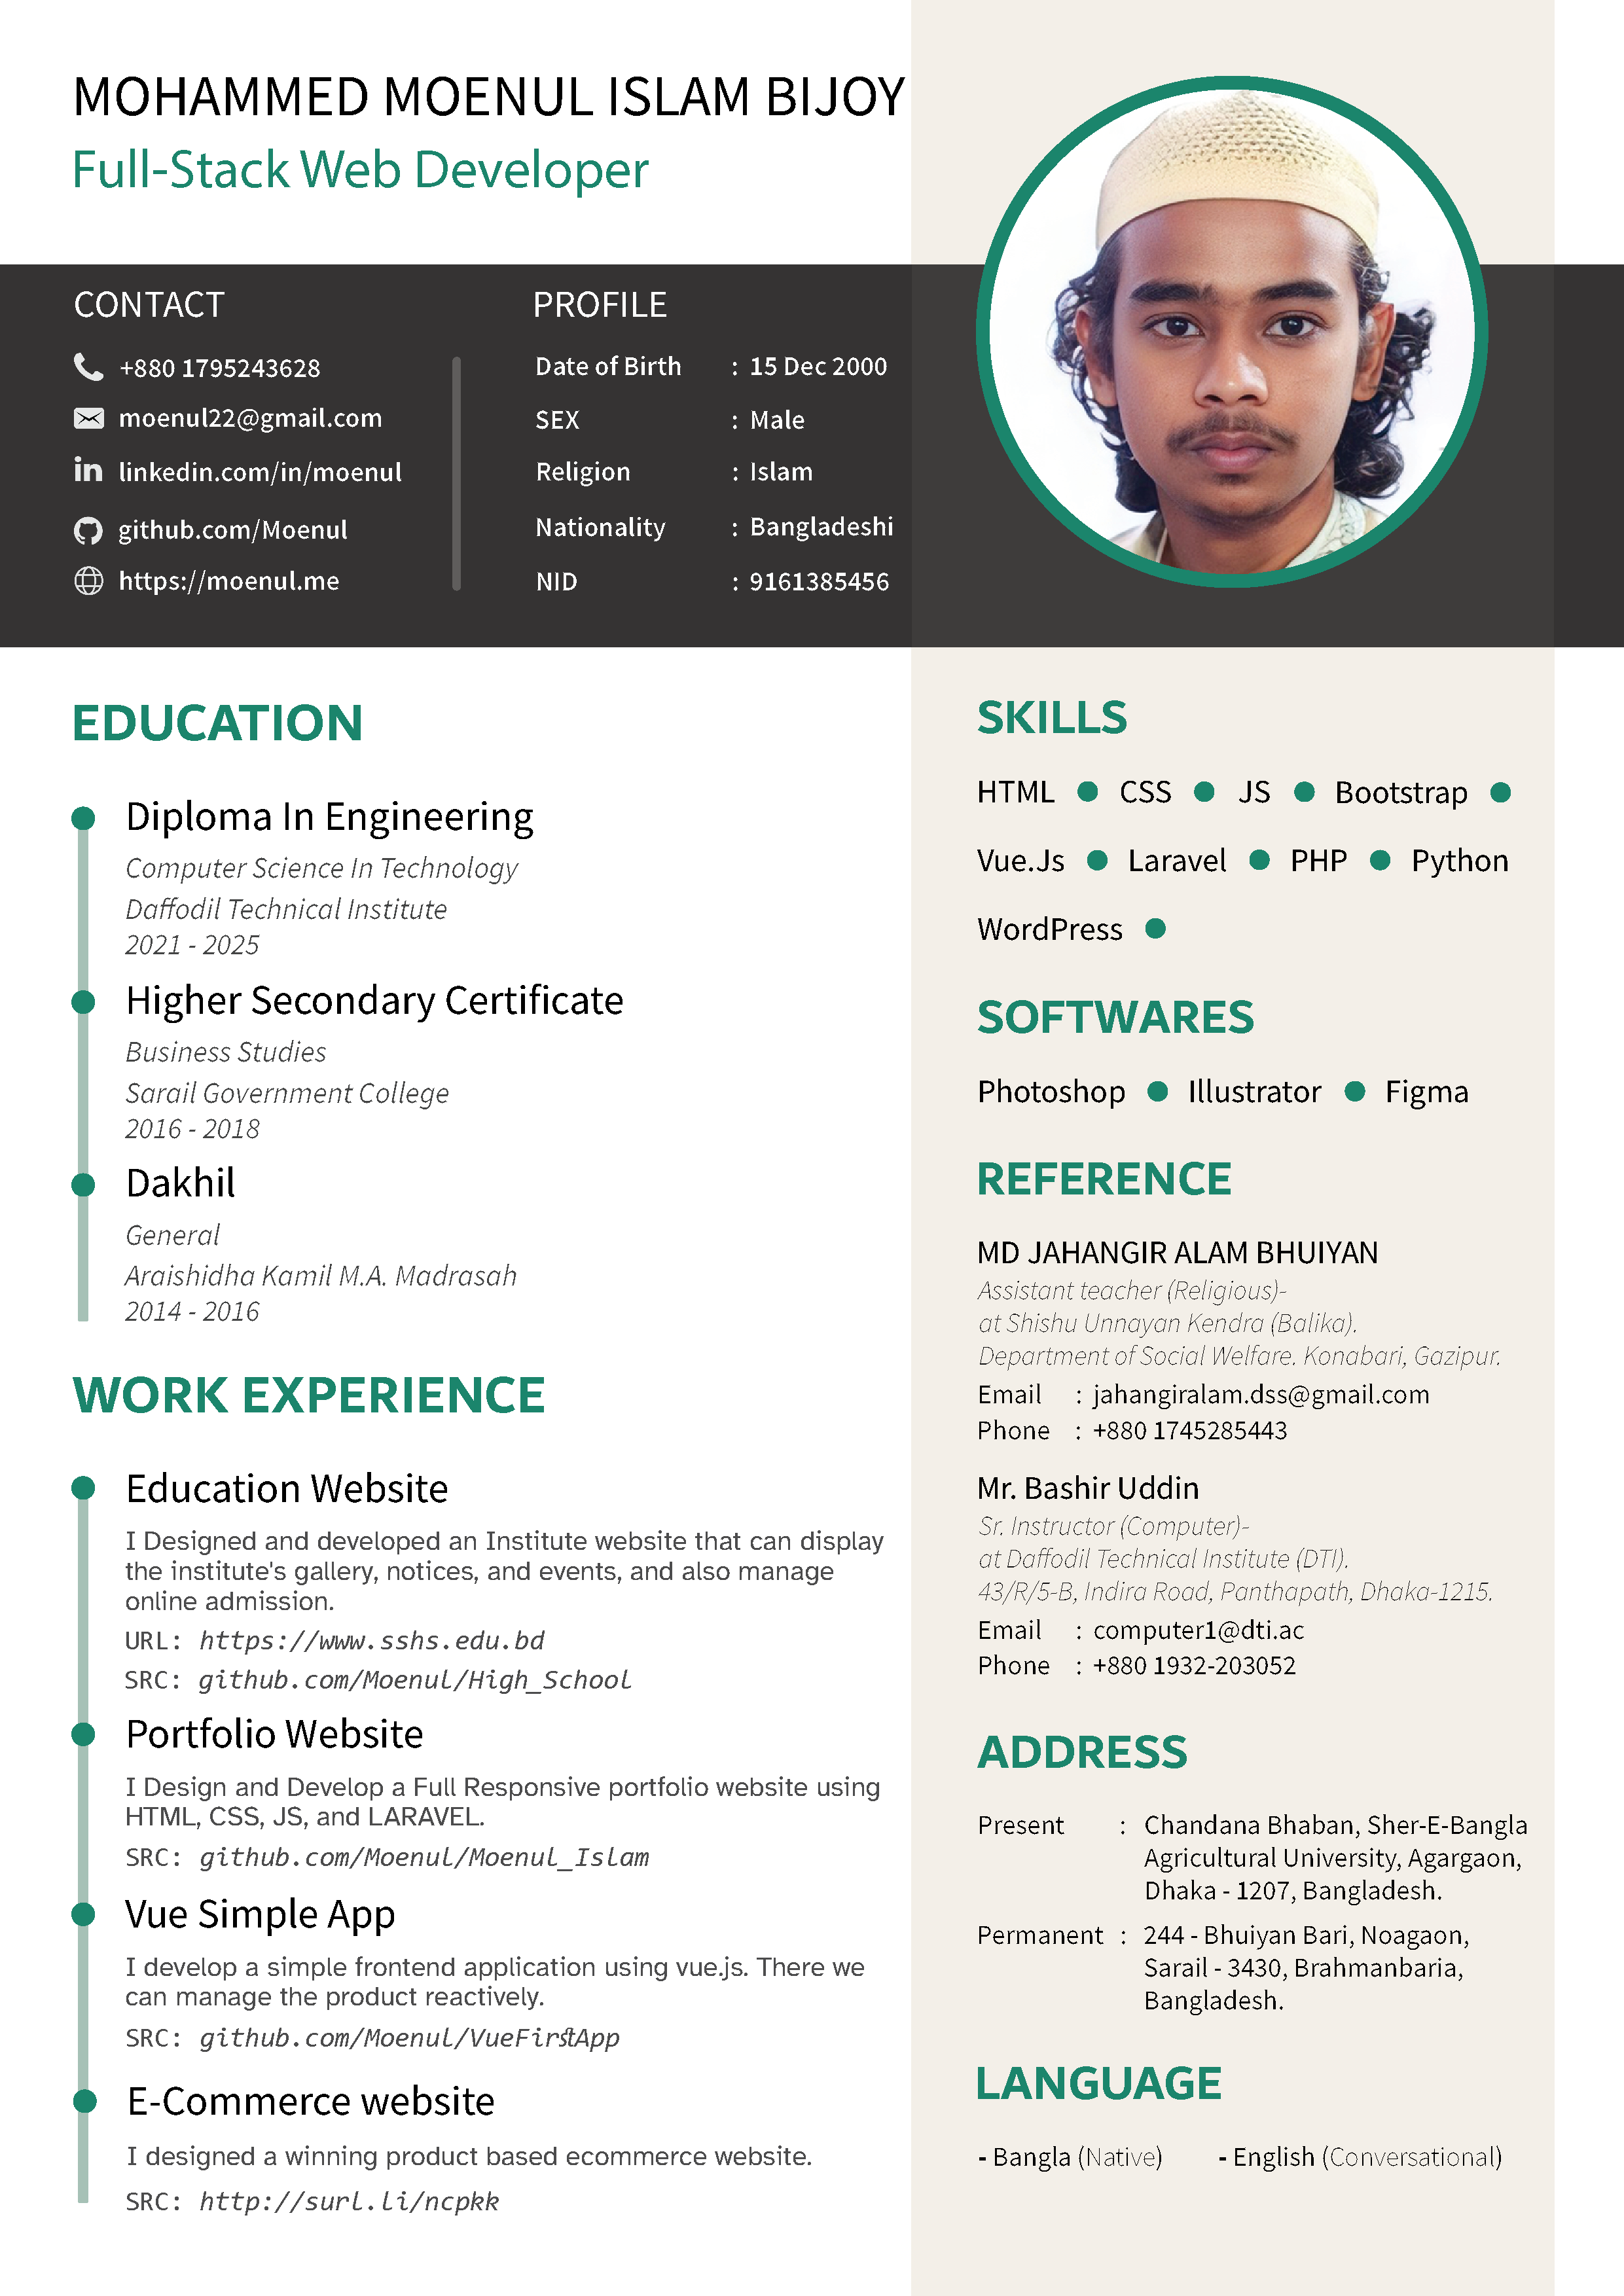 MOHAMMED MOENUL ISLAM BIJOY
Full-Stack Web Developer
CONTACT
+880 1795243628
moenul22@gmail.com
linkedin.com/in/moenul
github.com/Moenul
https://moenul.me
PROFILE
Date of Birth : 15 Dec 2000
SEX : Male
Religion : Islam
Nationality : Bangladeshi
NID : 9161385456
EDUCATION
Diploma In Engineering
Computer Science In Technology
Daffodil Technical Institute
2021 - 2025
Higher Secondary Certificate
Business Studies
Sarail Government College
2016 - 2018
Dakhil
General
Araishidha Kamil M.A. Madrasah
2014 - 2016
WORK EXPERIENCE
Education Website
I Designed and developed an Institute website that can display
the institute's gallery, notices, and events, and also manage
online admission.
URL: https://www.sshs.edu.bd
SRC: github.com/Moenul/High_School
Portfolio Website
I Design and Develop a Full Responsive portfolio website using
HTML, CSS, JS, and LARAVEL.
SRC: github.com/Moenul/Moenul_Islam
Vue Simple App
I develop a simple frontend application using vue.js. There we
can manage the product reactively.
SRC: github.com/Moenul/VueFirstApp
E-Commerce website
I designed a winning product based ecommerce website.
SRC: http://surl.li/ncpkk
SKILLS
HTML ● CSS ● JS ● Bootstrap ●
Vue.Js ● Laravel ● PHP ● Python
WordPress ●
SOFTWARES
Photoshop ● Illustrator ● Figma
REFERENCE
MD JAHANGIR ALAM BHUIYAN
Assistant teacher (Religious)-
at Shishu Unnayan Kendra (Balika).
Department of Social Welfare. Konabari, Gazipur.
Email : jahangiralam.dss@gmail.com
Phone : +880 1745285443
Mr. Bashir Uddin
Sr. Instructor (Computer)-
at Daffodil Technical Institute (DTI).
43/R/5-B, Indira Road, Panthapath, Dhaka-1215.
Email : computer1@dti.ac
Phone : +880 1932-203052
ADDRESS
Present : Chandana Bhaban, Sher-E-Bangla
Agricultural University, Agargaon,
Dhaka - 1207, Bangladesh.
Permanent : 244 - Bhuiyan Bari, Noagaon,
Sarail - 3430, Brahmanbaria,
Bangladesh.
LANGUAGE
- Bangla (Native) - English (Conversational)